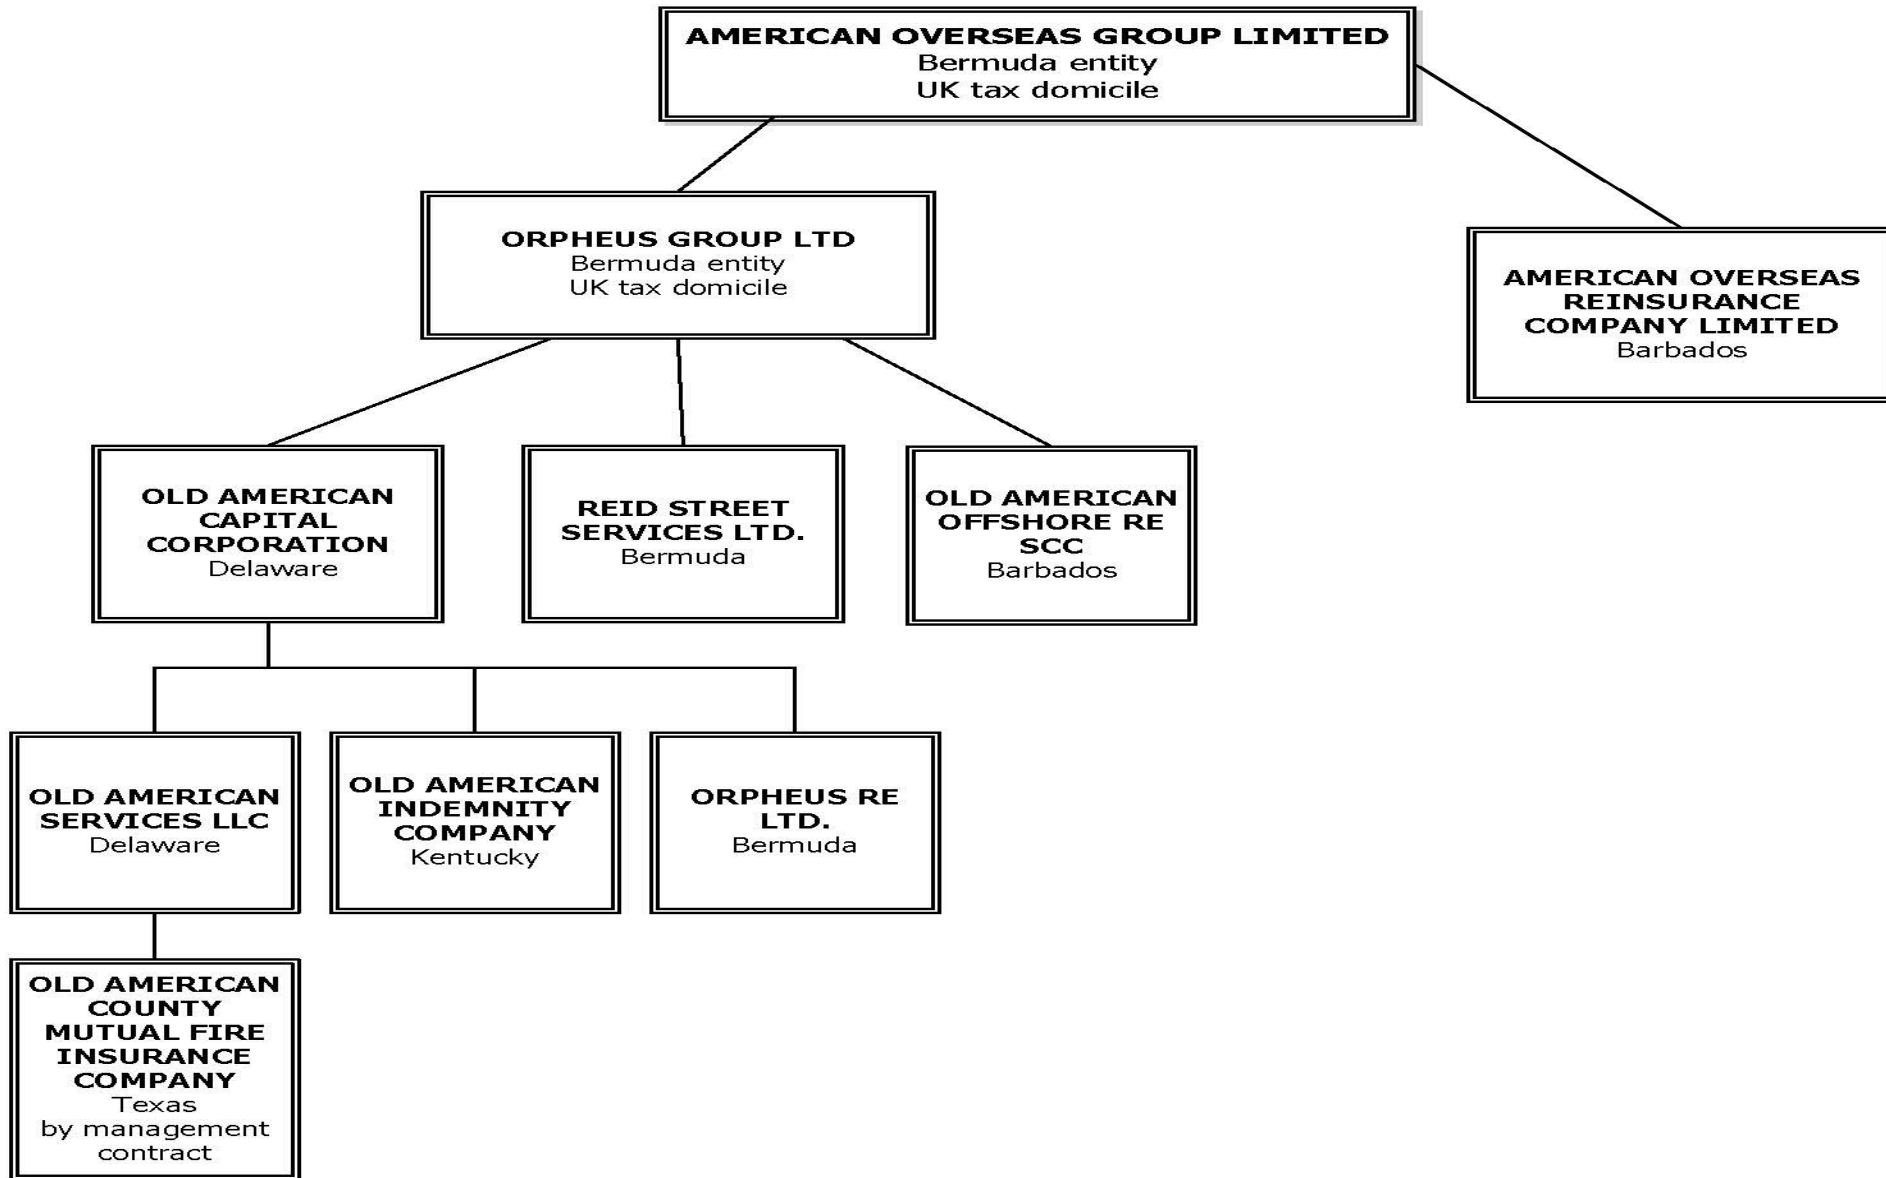 AMERICAN OVERSEAS GROUP LIMITED
Bermuda entity
UK tax domicile
ORPHEUS GROUP LTD
Bermuda entity
UK tax domicile
AMERICAN OVERSEAS
REINSURANCE
COMPANY LIMITED
Barbados
OLD AMERICAN
CAPITAL
CORPORATION
Delaware
REID STREET
SERVICES LTD.
Bermuda
OLD AMERICAN
OFFSHORE RE
SCC
Barbados
OLD AMERICAN
SERVICES LLC
Delaware
OLD AMERICAN
INDEMNITY
COMPANY
Kentucky
ORPHEUS RE
LTD.
Bermuda
OLD AMERICAN
COUNTY
MUTUAL FIRE
INSURANCE
COMPANY
Texas
by management
contract